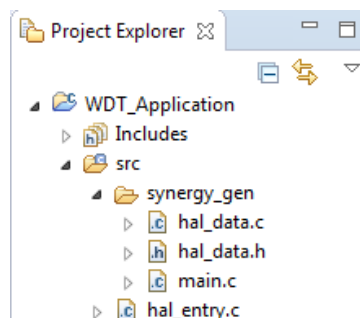 Project Explorer
WDT_Application
Includes
src
synergy_gen
hal_data.c
hal_data.h
main.c
hal_entry.c